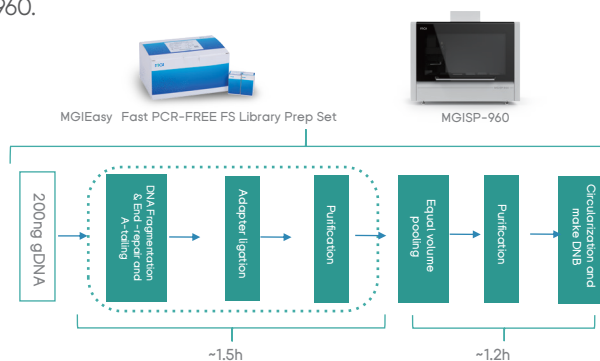 960.
MGIEasy Fast PCR-FREE FS Library Prep Set
MGISP-960
200ng gDNA
DNA Fragmentation
& End-repair and
A-tailing
Adapter ligation
Purification
Equal volume
pooling
Purification
Circularization and
make DNB
~1.5h
~1.2h